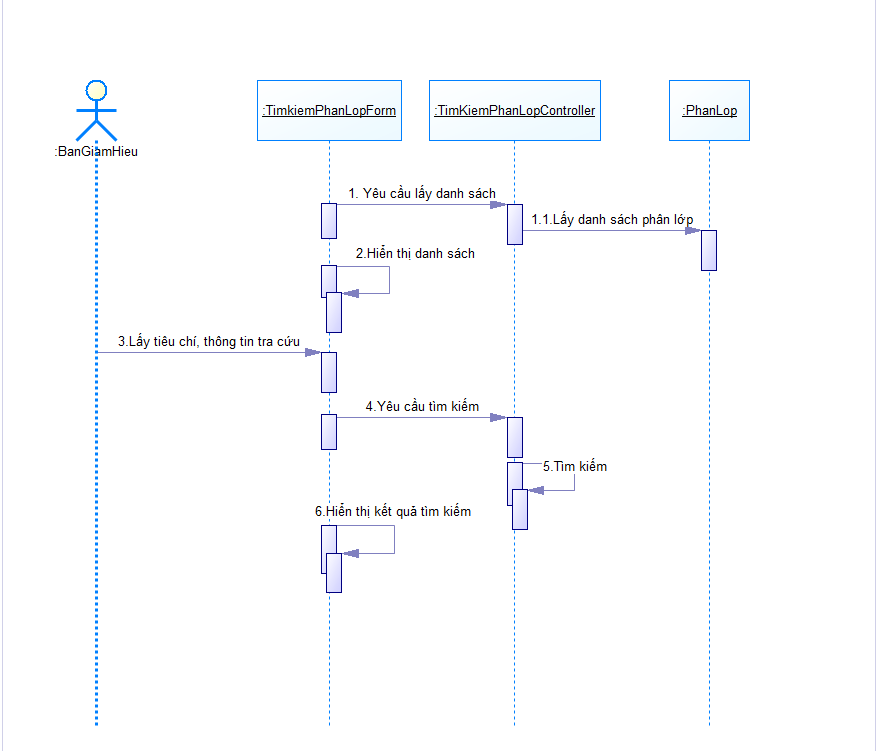 :TimkiemPhanLopForm
:TimKiemPhanLopController
:PhanLop
:BanGiamHieu
1. Yêu cầu lấy danh sách
1.1.Lấy danh sách phân lớp
2.Hiển thị danh sách
3.Lấy tiêu chí, thông tin tra cứu
4.Yêu cầu tìm kiếm
5.Tìm kiếm
6.Hiển thị kết quả tìm kiếm